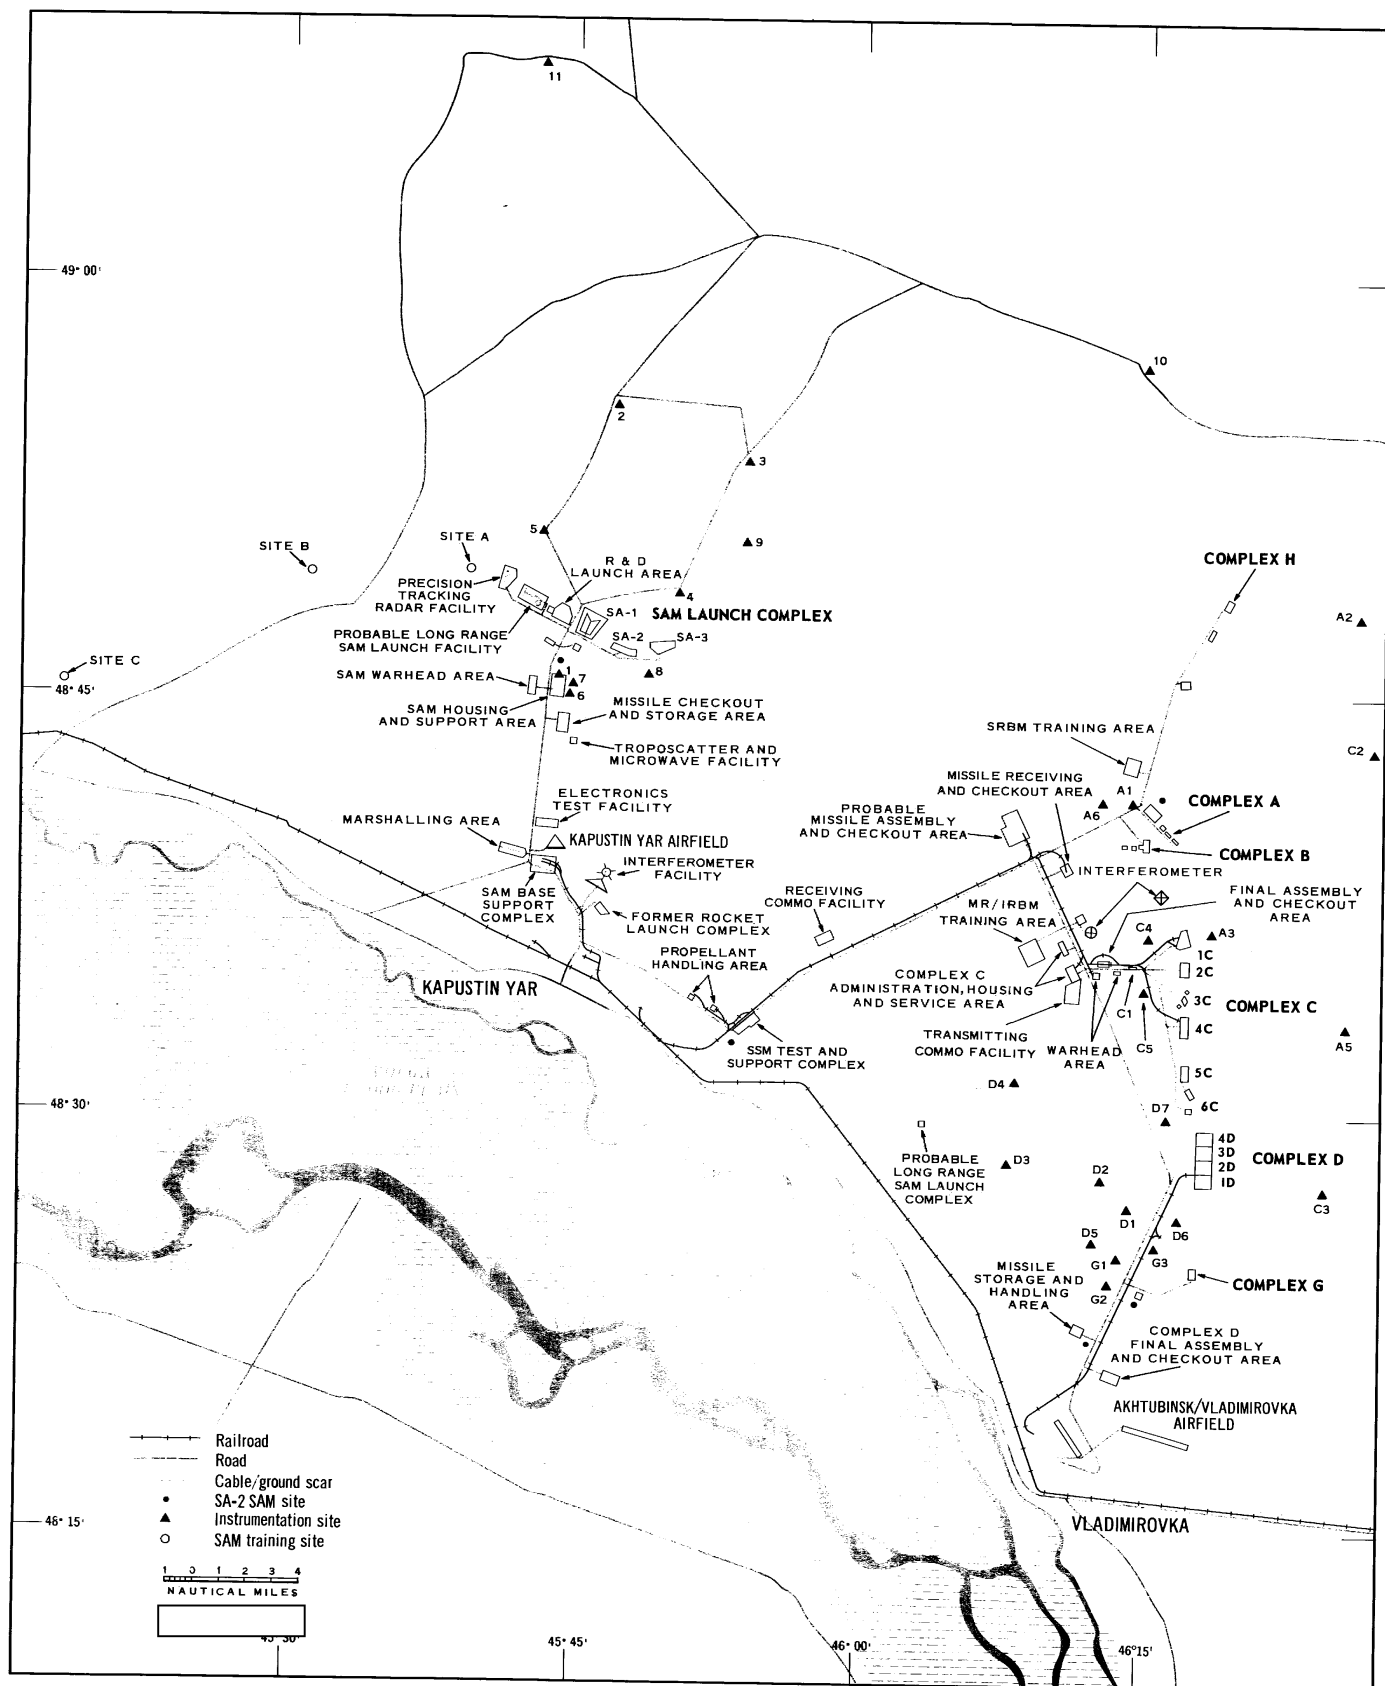 11
49° 00'
10
2
3
5
9
SITE B
SITE A
R & D
LAUNCH AREA
COMPLEX H
PRECISION
TRACKING
RADAR FACILITY
4
SA-1
SAM LAUNCH COMPLEX
A2
PROBABLE LONG RANGE
SAM LAUNCH FACILITY
SA-2
SA-3
SITE C
48° 45'
SAM WARHEAD AREA
1
7
6
8
SAM HOUSING
AND SUPPORT AREA
MISSILE CHECKOUT
AND STORAGE AREA
TROPOSCATTER AND
MICROWAVE FACILITY
SRBM TRAINING AREA
C2
MISSILE RECEIVING
AND CHECKOUT AREA
ELECTRONICS
TEST FACILITY
PROBABLE
MISSILE ASSEMBLY
AND CHECKOUT AREA
A1
A6
COMPLEX A
MARSHALLING AREA
KAPUSTIN YAR AIRFIELD
COMPLEX B
INTERFEROMETER
FACILITY
INTERFEROMETER
SAM BASE
SUPPORT
COMPLEX
RECEIVING
COMMO FACILITY
FINAL ASSEMBLY
AND CHECKOUT
AREA
MR/IRBM
TRAINING AREA
FORMER ROCKET
LAUNCH COMPLEX
C4
A3
PROPELLANT
HANDLING AREA
1C
2C
3C
4C
5C
6C
COMPLEX C
KAPUSTIN YAR
COMPLEX C
ADMINISTRATION, HOUSING
AND SERVICE AREA
C1
C5
TRANSMITTING
COMMO FACILITY
WARHEAD
AREA
A5
SSM TEST AND
SUPPORT COMPLEX
D4
48° 30'
D7
4D
3D
2D
1D
COMPLEX D
PROBABLE
LONG RANGE
SAM LAUNCH
COMPLEX
D3
D2
C3
D1
D6
D5
G1
G3
G2
MISSILE
STORAGE AND
HANDLING
AREA
COMPLEX G
COMPLEX D
FINAL ASSEMBLY
AND CHECKOUT AREA
AKHTUBINSK/VLADIMIROVKA
AIRFIELD
Railroad
Road
Cable/ground scar
SA-2 SAM site
Instrumentation site
SAM training site
48° 15'
VLADIMIROVKA
1 0 1 2 3 4
NAUTICAL MILES
45° 45'
46° 00'
46° 15'